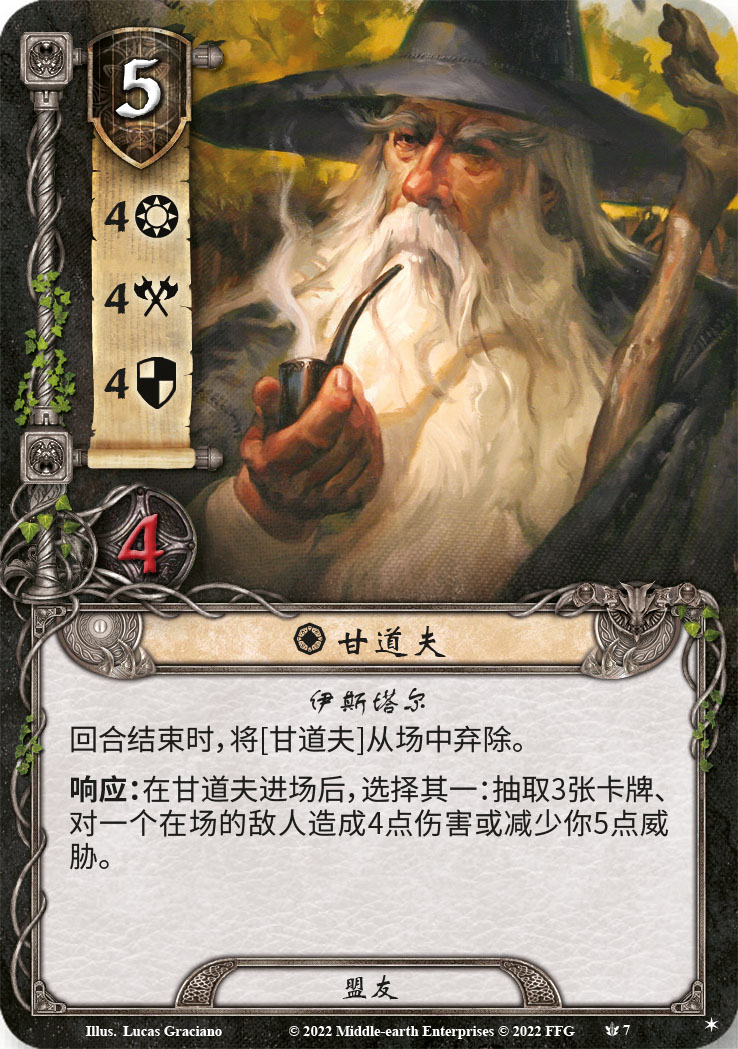 5
4
4
4
4
甘道夫
伊斯塔尔
回合结束时，将[甘道夫]从场中弃除。
响应：在甘道夫进场后，选择其一：抽取3张卡牌、
对一个在场的敌人造成4点伤害或减少你5点威
胁。
盟友
Illus. Lucas Graciano © 2022 Middle-earth Enterprises © 2022 FFG 7